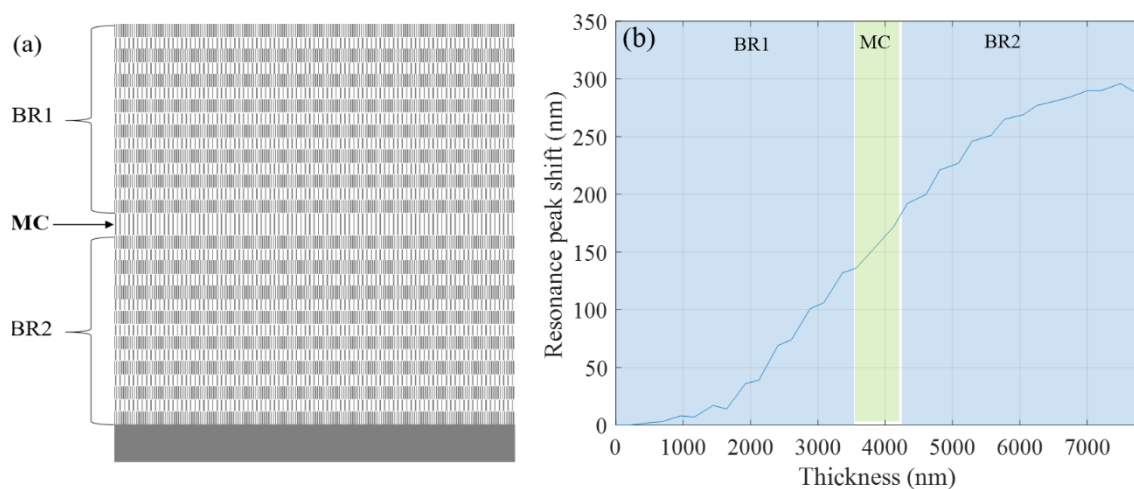 (a)
BR1
MC
BR2
(b)
BR1
MC
BR2
350
300
250
200
150
100
50
0
Resonance peak shift (nm)
0 1000 2000 3000 4000 5000 6000 7000
Thickness (nm)